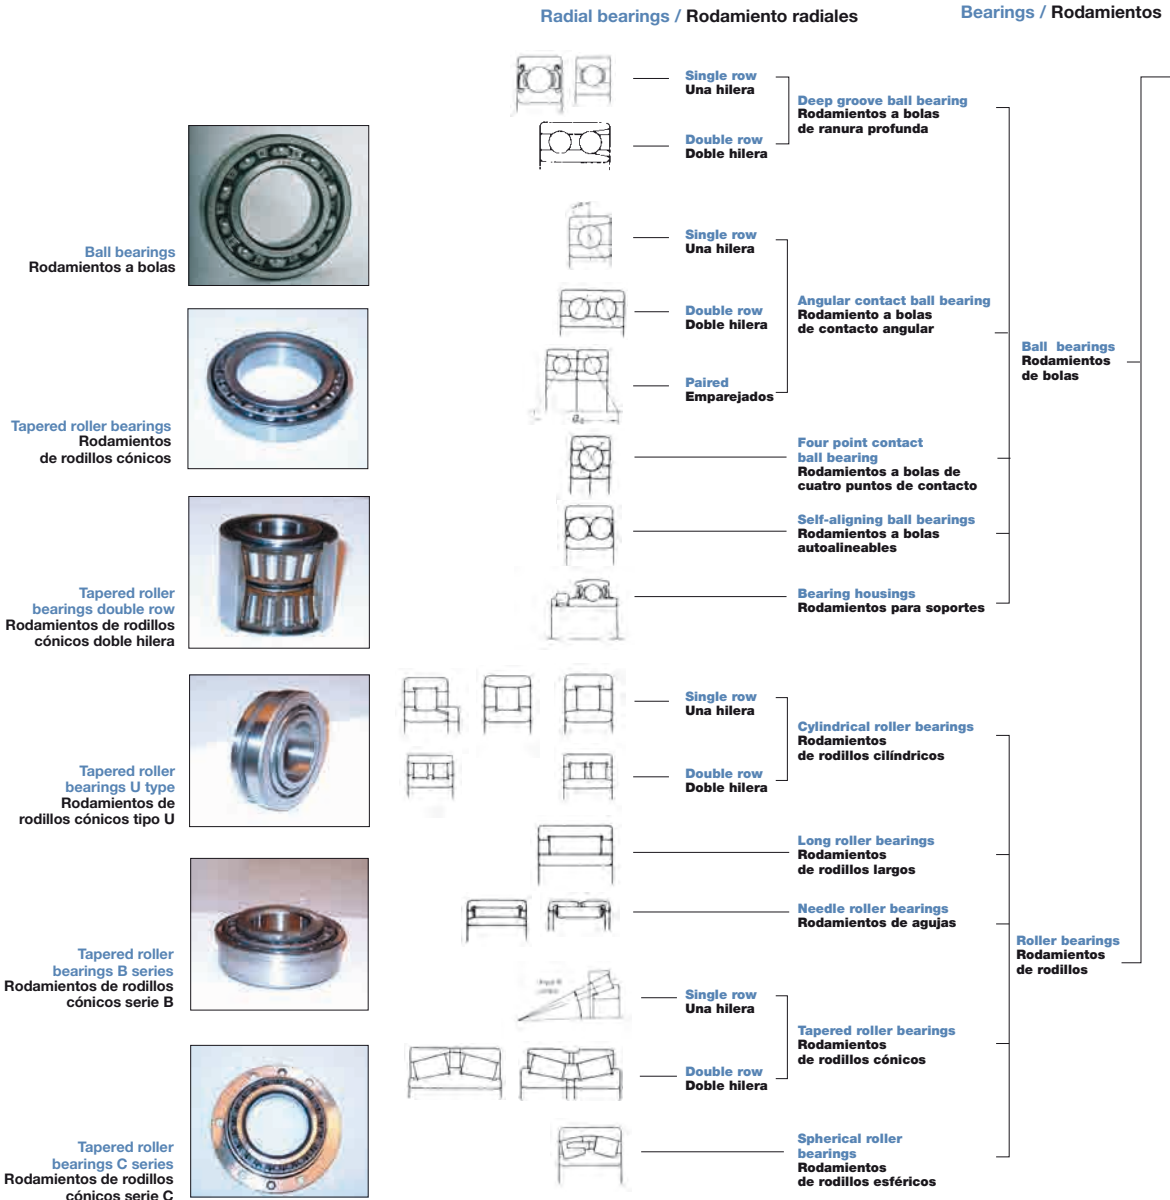 Radial bearings / Rodamiento radiales
Bearings / Rodamientos
Ball bearings
Rodamientos a bolas
Tapered roller bearings
Rodamientos
de rodillos cónicos
Tapered roller
bearings double row
Rodamientos de rodillos
cónicos doble hilera
Tapered roller
bearings U type
Rodamientos de
rodillos cónicos tipo U
Tapered roller
bearings B series
Rodamientos de rodillos
cónicos serie B
Tapered roller
bearings C series
Rodamientos de rodillos
cónicos serie C
Single row
Una hilera
Double row
Doble hilera
Deep groove ball bearing
Rodamientos a bolas
de ranura profunda
Single row
Una hilera
Double row
Doble hilera
Paired
Emparejados
Angular contact ball bearing
Rodamiento a bolas
de contacto angular
Four point contact
ball bearing
Rodamientos a bolas de
cuatro puntos de contacto
Self-aligning ball bearings
Rodamientos a bolas
autoalineables
Bearing housings
Rodamientos para soportes
Ball bearings
Rodamientos
de bolas
Single row
Una hilera
Double row
Doble hilera
Cylindrical roller bearings
Rodamientos
de rodillos cilíndricos
Long roller bearings
Rodamientos
de rodillos largos
Needle roller bearings
Rodamientos de agujas
Single row
Una hilera
Double row
Doble hilera
Tapered roller bearings
Rodamientos
de rodillos cónicos
Spherical roller
bearings
Rodamientos
de rodillos esféricos
Roller bearings
Rodamientos
de rodillos